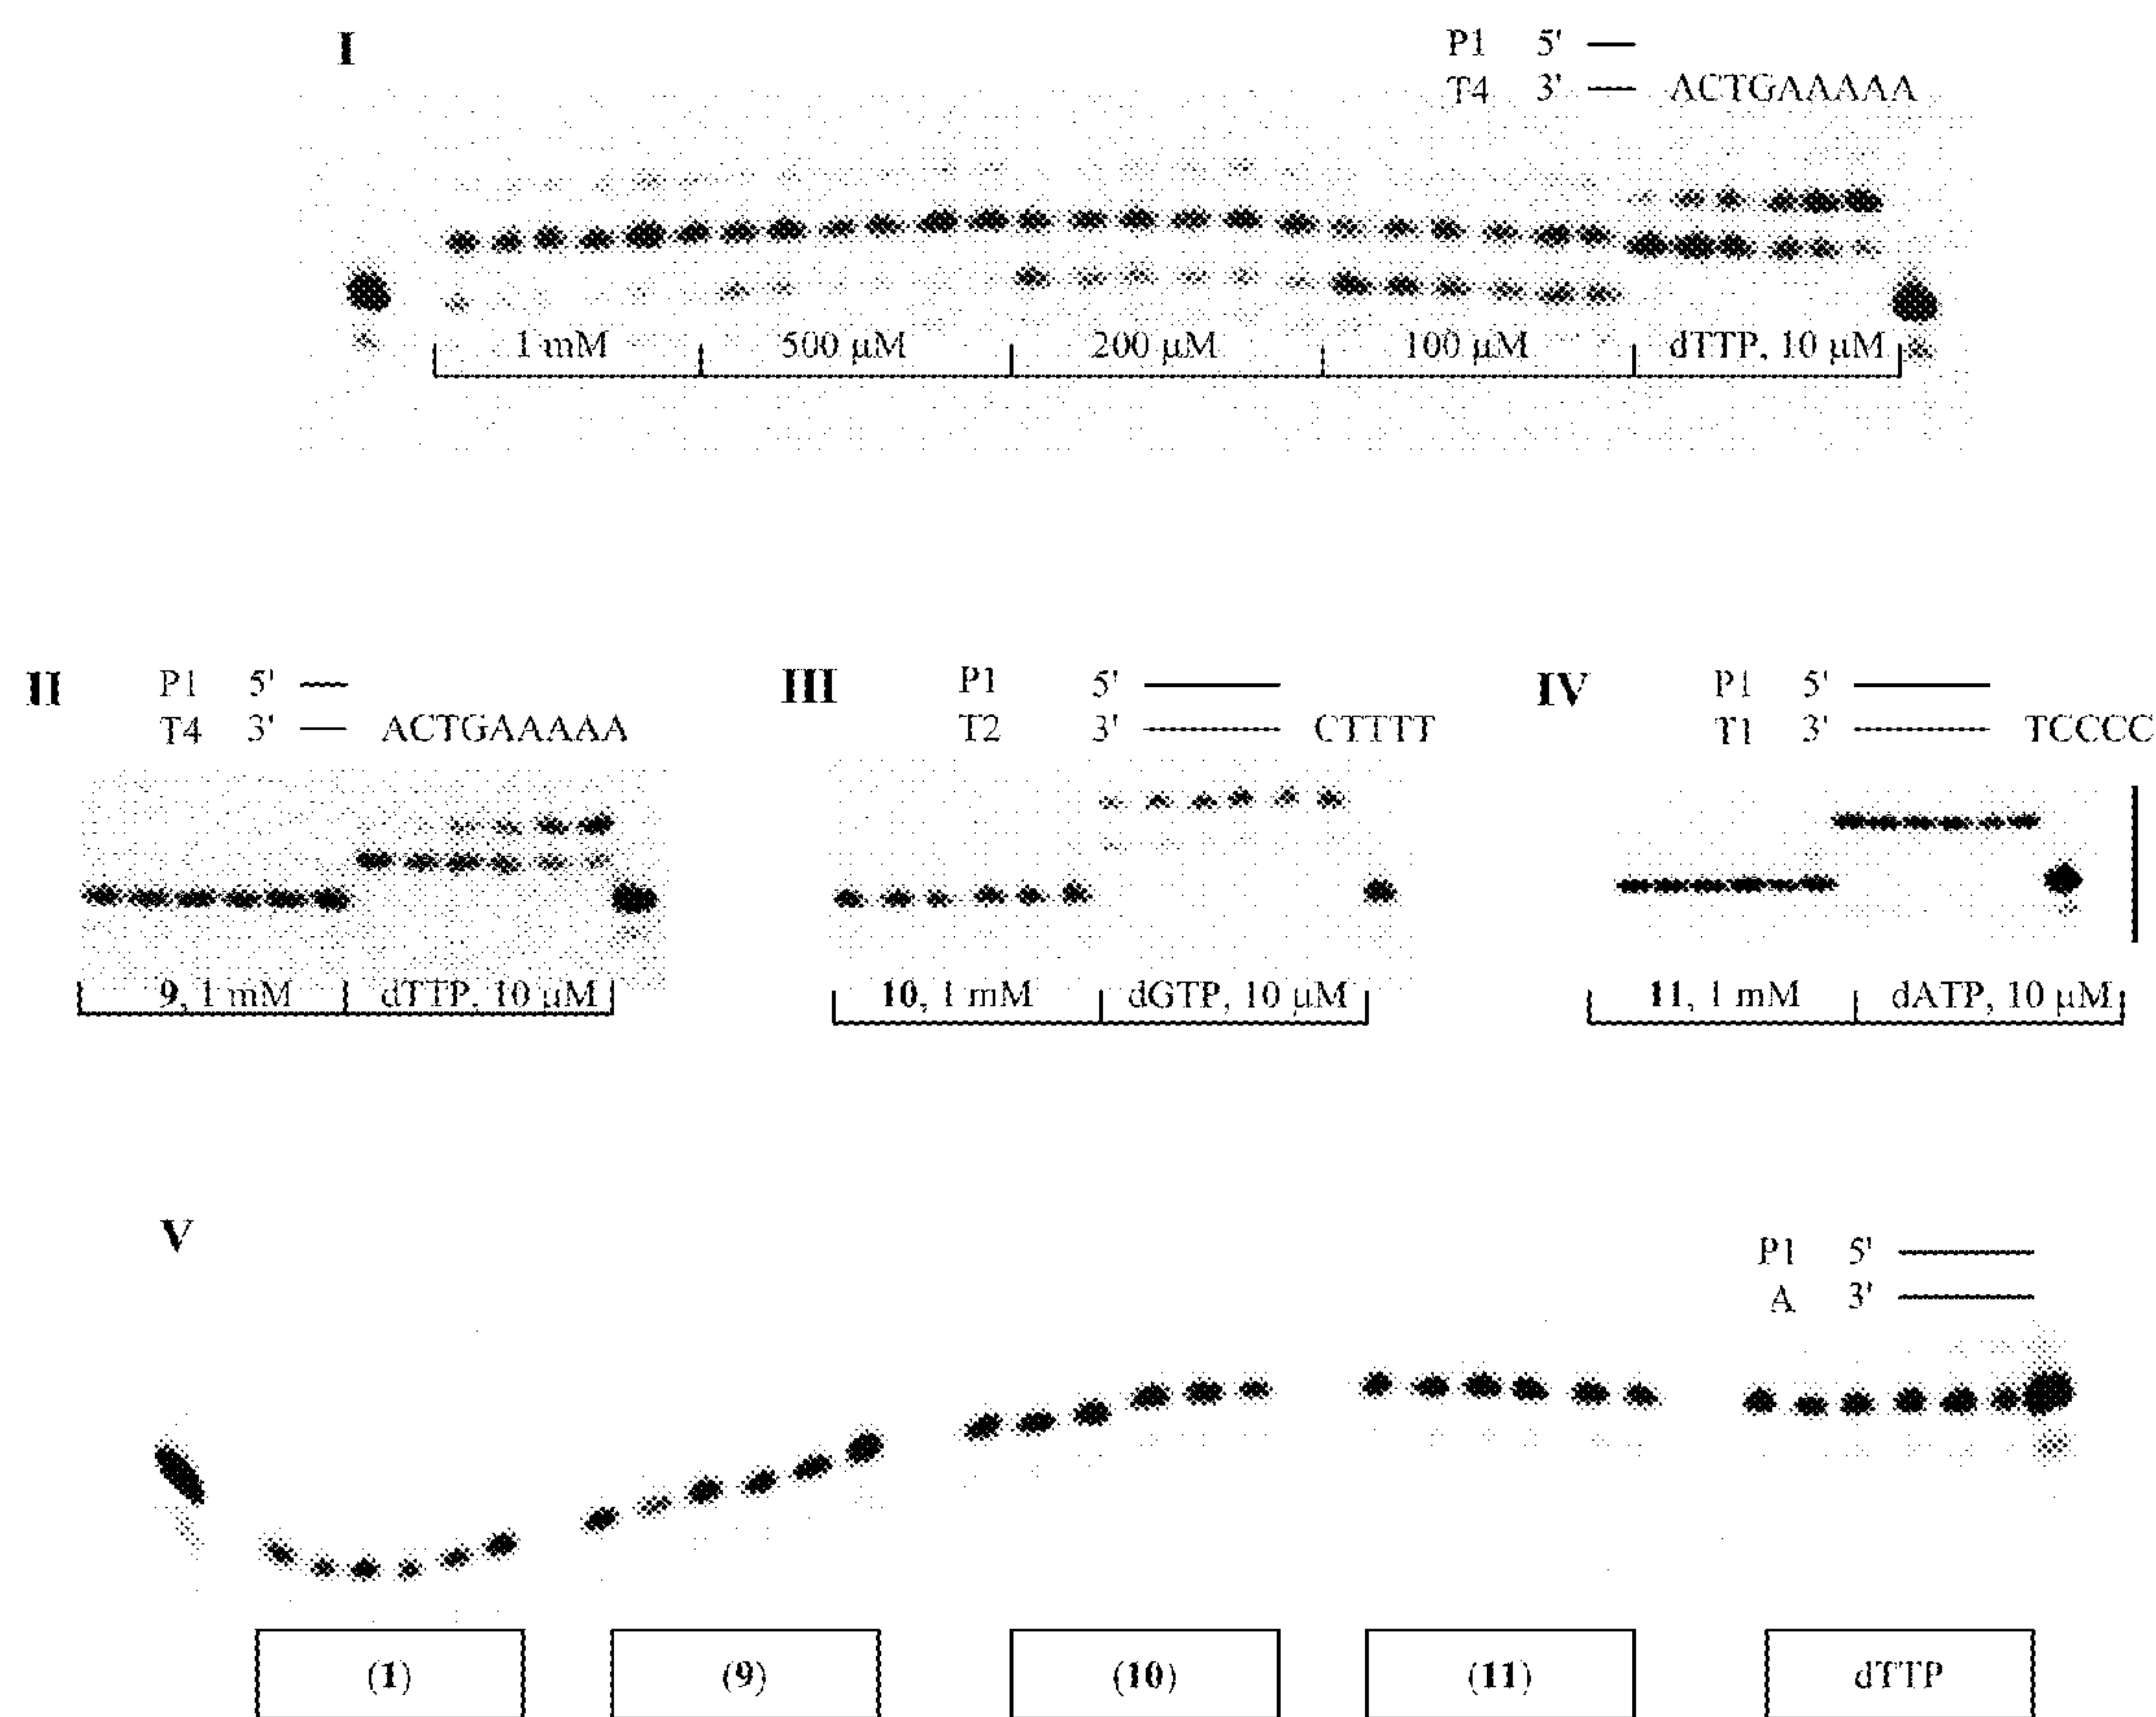 I
P1 5'
T4 3' ACTGAAAAA
1 mM 500 µM 200 µM 100 µM dTTP, 10 µM
II
P1 5'
T4 3' ACTGAAAAA
9, 1 mM dTTP, 10 µM
III
P1 5'
T2 3' CTTTT
10, 1 mM dGTP, 10 µM
IV
P1 5'
T1 3' TCCCC
11, 1 mM dATP, 10 µM
V
P1 5'
A 3'
(1) (9) (10) (11) dTTP